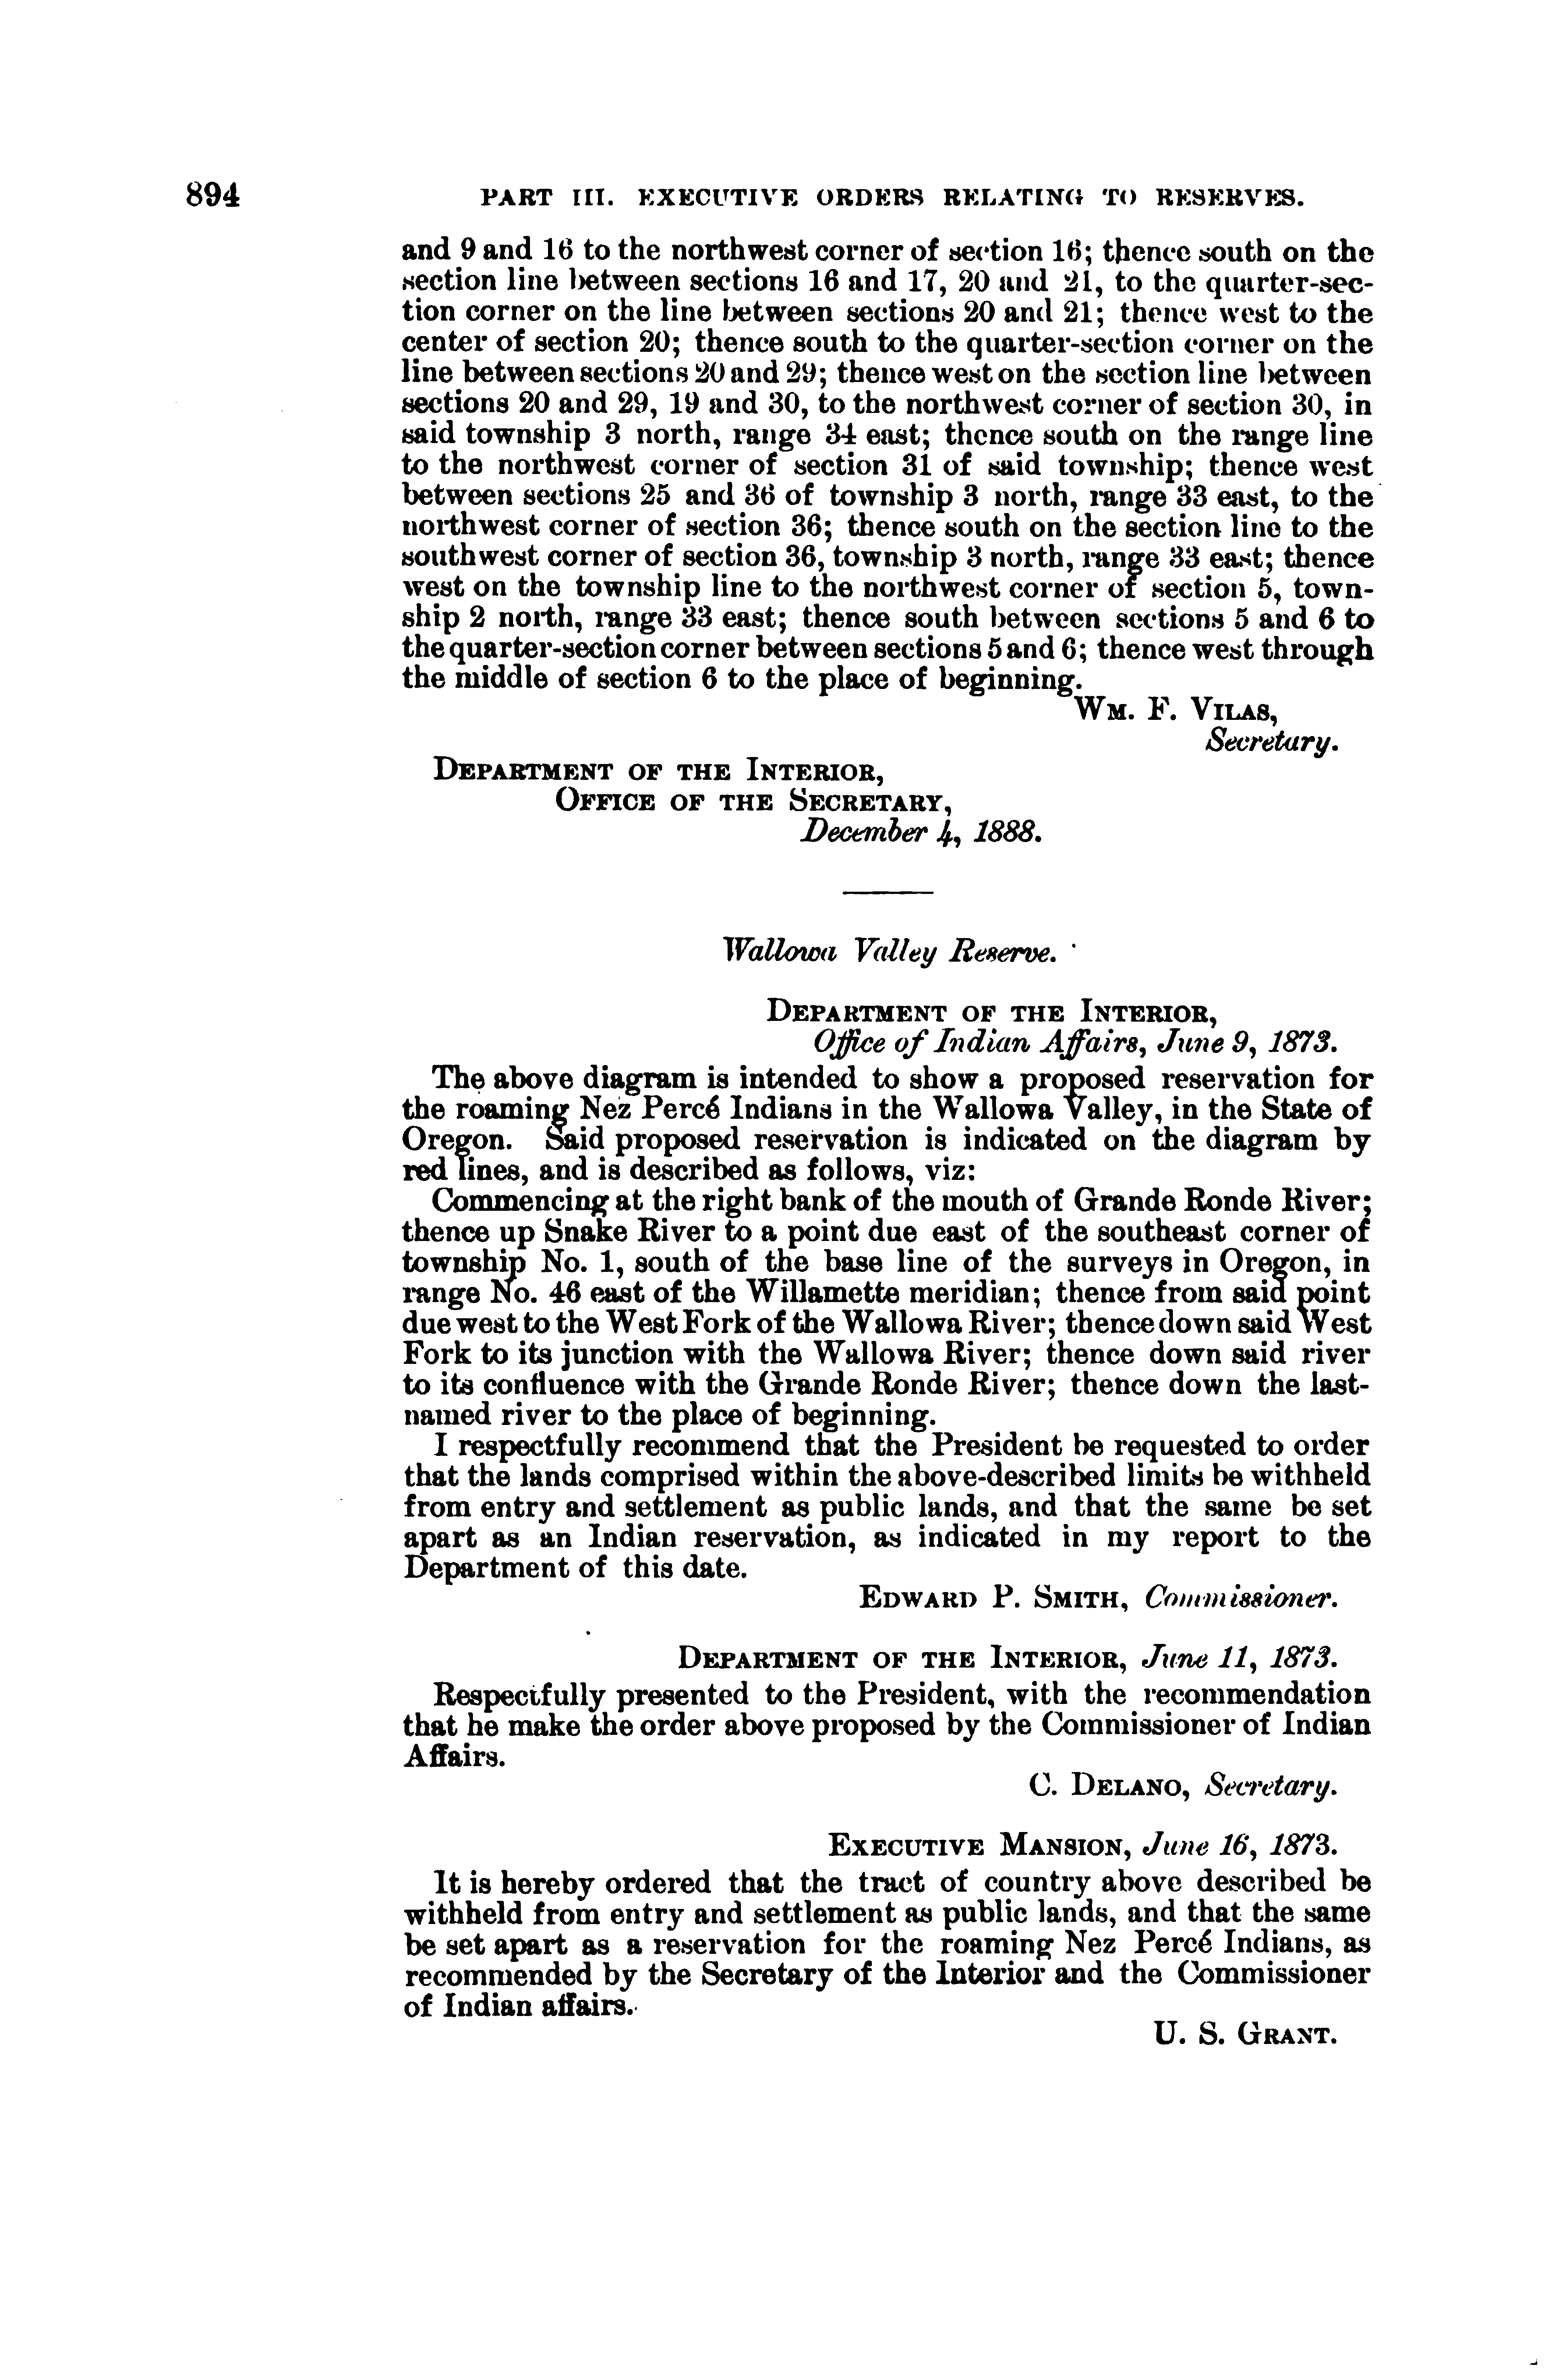 894 PART III. EXECUTIVE ORDERS RELATING TO RESERVES.
and 9 and 16 to the northwest corner of section 16; thence south on the
section line between sections 16 and 17, 20 and 21, to the quarter-sec-
tion corner on the line between sections 20 and 21; thence west to the
center of section 20; thence south to the quarter-section corner on the
line between sections 20 and 29; thence west on the section line between
sections 20 and 29, 19 and 30, to the northwest corner of section 30, in
said township 3 north, range 34 east; thence south on the range line
to the northwest corner of section 31 of said township; thence west
between sections 25 and 36 of township 3 north, range 33 east, to the
northwest corner of section 36; thence south on the section line to the
southwest corner of section 36, township 3 north, range 33 east; thence
west on the township line to the northwest corner of section 5, town-
ship 2 north, range 33 east; thence south between sections 5 and 6 to
the quarter-section corner between sections 5 and 6; thence west through
the middle of section 6 to the place of beginning.
WM. F. VILAS,
Secretary.
DEPARTMENT OF THE INTERIOR,
OFFICE OF THE SECRETARY,
December 4, 1888.
Wallowa Valley Reserve.
DEPARTMENT OF THE INTERIOR,
Office of Indian Affairs, June 9, 1873.
The above diagram is intended to show a proposed reservation for
the roaming Nez Percé Indians in the Wallowa Valley, in the State of
Oregon. Said proposed reservation is indicated on the diagram by
red lines, and is described as follows, viz:
Commencing at the right bank of the mouth of Grande Ronde River;
thence up Snake River to a point due east of the southeast corner of
township No. 1, south of the base line of the surveys in Oregon, in
range No. 46 east of the Willamette meridian; thence from said point
due west to the West Fork of the Wallowa River; thence down said West
Fork to its junction with the Wallowa River; thence down said river
to its confluence with the Grande Ronde River; thence down the last-
named river to the place of beginning.
I respectfully recommend that the President be requested to order
that the lands comprised within the above-described limits be withheld
from entry and settlement as public lands, and that the same be set
apart as an Indian reservation, as indicated in my report to the
Department of this date.
EDWARD P. SMITH, Commissioner.
DEPARTMENT OF THE INTERIOR, June 11, 1873.
Respectfully presented to the President, with the recommendation
that he make the order above proposed by the Commissioner of Indian
Affairs.
C. DELANO, Secretary.
EXECUTIVE MANSION, June 16, 1873.
It is hereby ordered that the tract of country above described be
withheld from entry and settlement as public lands, and that the same
be set apart as a reservation for the roaming Nez Percé Indians, as
recommended by the Secretary of the Interior and the Commissioner
of Indian affairs.
U. S. GRANT.